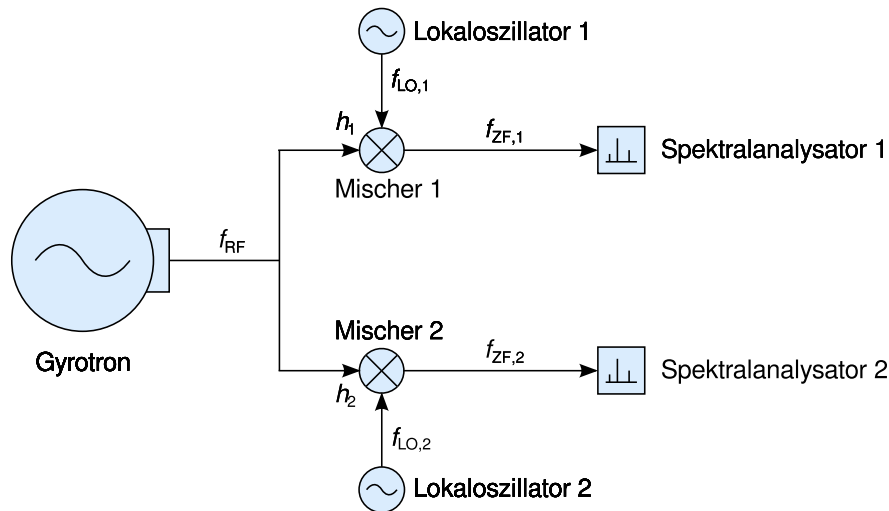 Lokaloszillator 1
f_LO,1
h_1
f_ZF,1
Spektralanalysator 1
Mischer 1
f_RF
Gyrotron
Mischer 2
f_ZF,2
Spektralanalysator 2
h_2
f_LO,2
Lokaloszillator 2